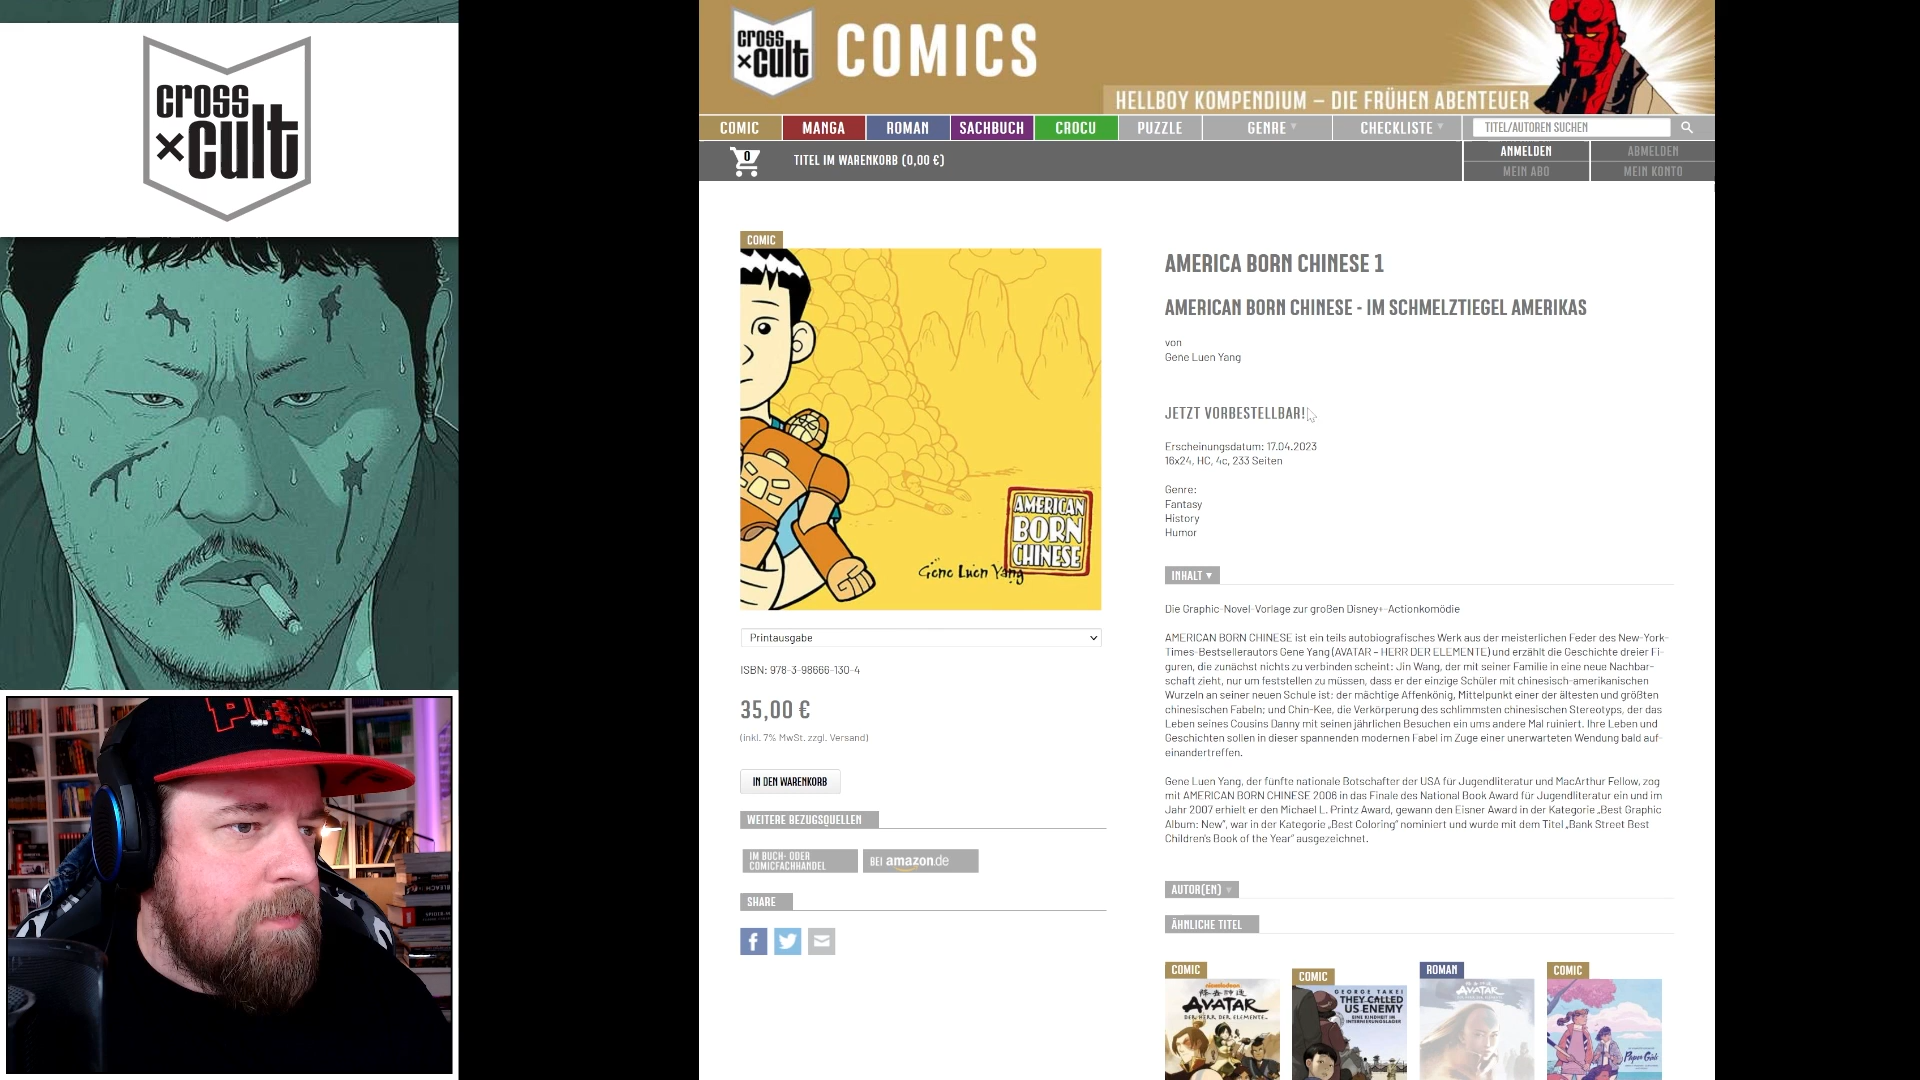 cross
×cult
cross
×cult
COMICS
HELLBOY KOMPENDIUM – DIE FRÜHEN ABENTEUER
COMIC
MANGA
ROMAN
SACHBUCH
CROCU
PUZZLE
GENRE ▼
CHECKLISTE ▼
TITEL/AUTOREN SUCHEN
0
TITEL IM WARENKORB (0,00 €)
ANMELDEN
ABMELDEN
MEIN ABO
MEIN KONTO
COMIC
AMERICAN
BORN
CHINESE
Gene Luen Yang
Printausgabe
ISBN: 978-3-98666-130-4
35,00 €
(inkl. 7% MwSt. zzgl. Versand)
IN DEN WARENKORB
WEITERE BEZUGSQUELLEN
IM BUCH- ODER
COMICFACHHANDEL
BEI amazon.de
SHARE
AMERICA BORN CHINESE 1
AMERICAN BORN CHINESE - IM SCHMELZTIEGEL AMERIKAS
von
Gene Luen Yang
JETZT VORBESTELLBAR!
Erscheinungsdatum: 17.04.2023
16x24, HC, 4c, 233 Seiten
Genre:
Fantasy
History
Humor
INHALT ▼
Die Graphic-Novel-Vorlage zur großen Disney+-Actionkomödie
AMERICAN BORN CHINESE ist ein teils autobiografisches Werk aus der meisterlichen Feder des New-York-
Times-Bestsellerautors Gene Yang (AVATAR – HERR DER ELEMENTE) und erzählt die Geschichte dreier Fi-
guren, die zunächst nichts zu verbinden scheint: Jin Wang, der mit seiner Familie in eine neue Nachbar-
schaft zieht, nur um feststellen zu müssen, dass er der einzige Schüler mit chinesisch-amerikanischen
Wurzeln an seiner neuen Schule ist; der mächtige Affenkönig, Mittelpunkt einer der ältesten und größten
chinesischen Fabeln; und Chin-Kee, die Verkörperung des schlimmsten chinesischen Stereotyps, der das
Leben seines Cousins Danny mit seinen jährlichen Besuchen ein ums andere Mal ruiniert. Ihre Leben und
Geschichten sollen in dieser spannenden modernen Fabel im Zuge einer unerwarteten Wendung bald auf-
einandertreffen.
Gene Luen Yang, der fünfte nationale Botschafter der USA für Jugendliteratur und MacArthur Fellow, zog
mit AMERICAN BORN CHINESE 2006 in das Finale des National Book Award für Jugendliteratur ein und im
Jahr 2007 erhielt er den Michael L. Printz Award, gewann den Eisner Award in der Kategorie „Best Graphic
Album: New“, war in der Kategorie „Best Coloring“ nominiert und wurde mit dem Titel „Bank Street Best
Children's Book of the Year“ ausgezeichnet.
AUTOR(EN) ▼
ÄHNLICHE TITEL
COMIC
nickelodeon
AVATAR
DER HERR DER ELEMENTE
COMIC
GEORGE TAKEI
THEY CALLED
US ENEMY
EINE KINDHEIT IM
INTERNIERUNGSLAGER
ROMAN
AVATAR
COMIC
Paper Girls
BLEACH